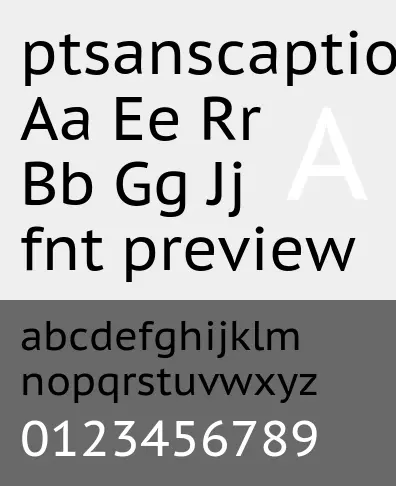 ptsanscaptio
Aa Ee Rr
A
Bb Gg Jj
fnt preview
abcdefghijklm
nopqrstuvwxyz
0123456789